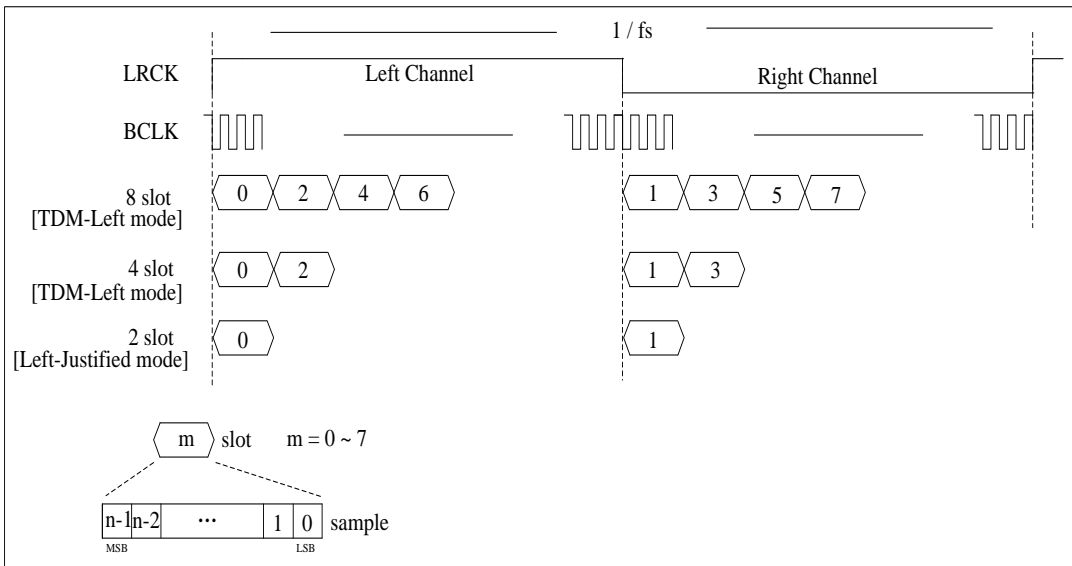 1 / fs
LRCK
Left Channel
Right Channel
BCLK
8 slot
[TDM-Left mode]
0 2 4 6 1 3 5 7
4 slot
[TDM-Left mode]
0 2 1 3
2 slot
[Left-Justified mode]
0 1
m slot m = 0 ~ 7
n-1 n-2 ... 1 0 sample
MSB LSB